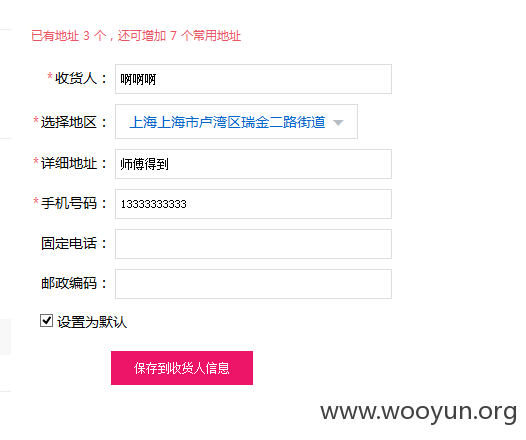 已有地址 3 个，还可增加 7 个常用地址
*收货人： 啊啊啊
*选择地区： 上海上海市卢湾区瑞金二路街道
*详细地址： 师傅得到
*手机号码： 13333333333
固定电话：
邮政编码：
设置为默认
保存到收货人信息
www.wooyun.org